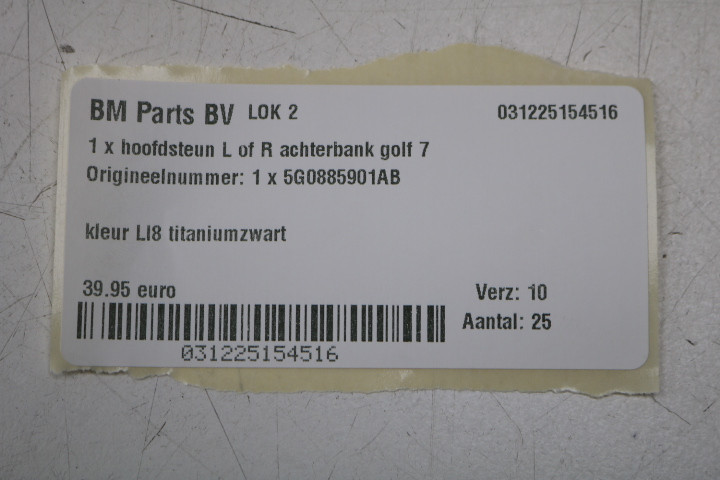 BM Parts BV LOK 2 031225154516
1 x hoofdsteun L of R achterbank golf 7
Origineelnummer: 1 x 5G0885901AB
kleur LI8 titaniumzwart
39.95 euro Verz: 10
Aantal: 25
031225154516